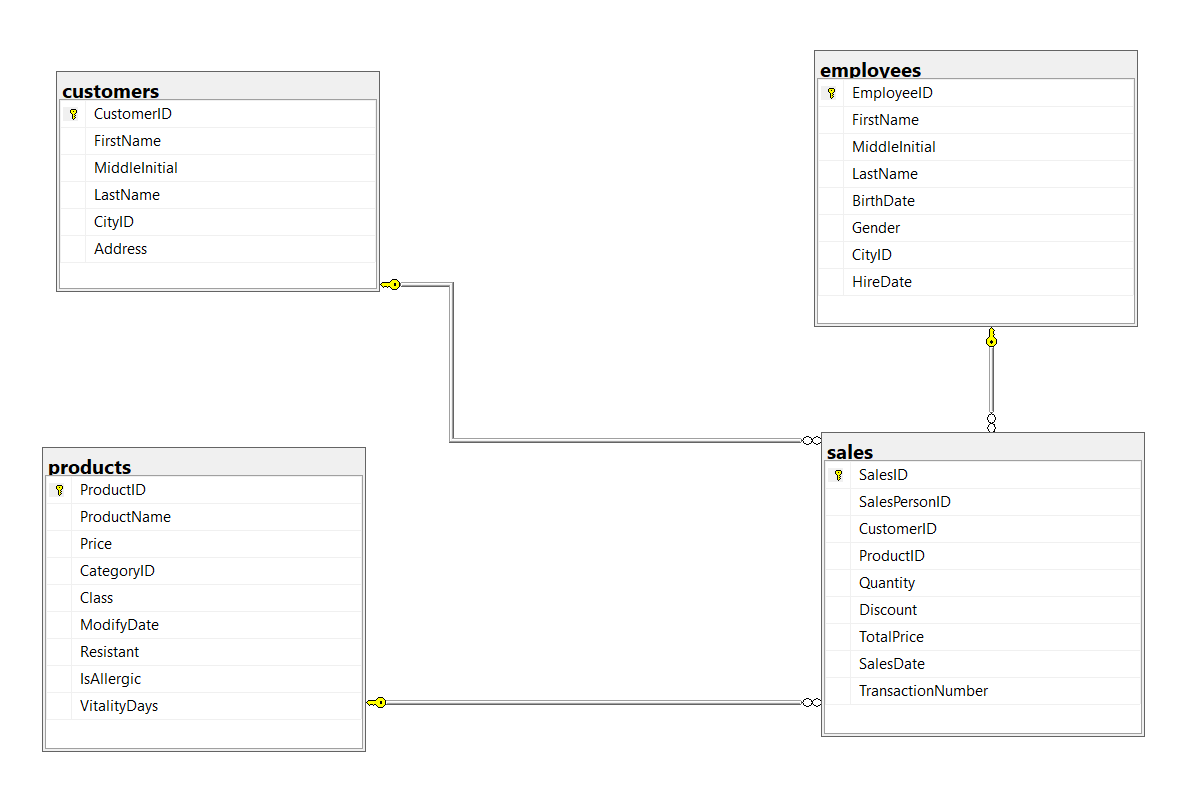 customers
CustomerID
FirstName
MiddleInitial
LastName
CityID
Address
employees
EmployeeID
FirstName
MiddleInitial
LastName
BirthDate
Gender
CityID
HireDate
products
ProductID
ProductName
Price
CategoryID
Class
ModifyDate
Resistant
IsAllergic
VitalityDays
sales
SalesID
SalesPersonID
CustomerID
ProductID
Quantity
Discount
TotalPrice
SalesDate
TransactionNumber